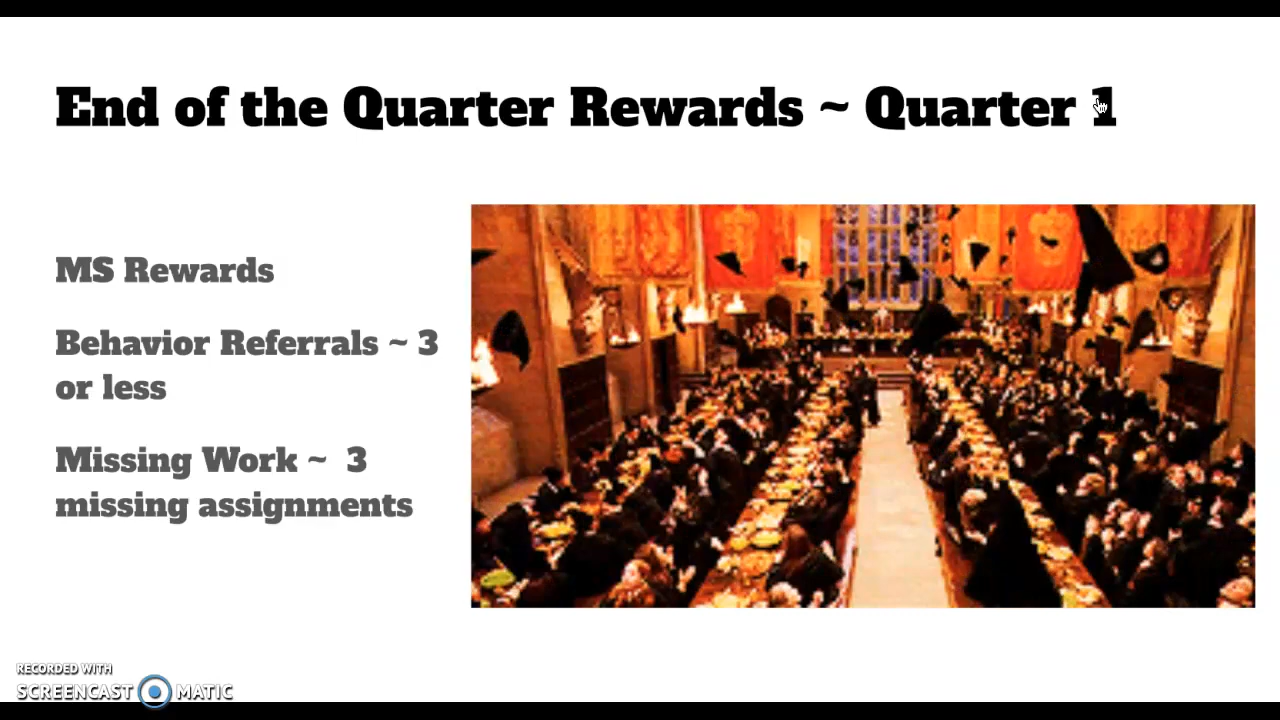 End of the Quarter Rewards ~ Quarter 1
MS Rewards
Behavior Referrals ~ 3
or less
Missing Work ~ 3
missing assignments
RECORDED WITH
SCREENCAST MATIC